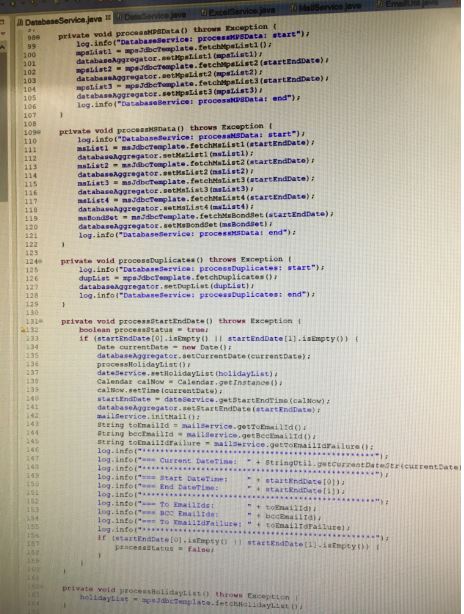 DatabaseService.java DateService.java ExcelService.java MailService.java
98 private void processMPSData() throws Exception {
99 log.info("DatabaseService: processMPSData: start");
100 mpsList1 = mpsJdbcTemplate.fetchMpsList1();
101 databaseAggregator.setMpsList1(mpsList1);
102 mpsList2 = mpsJdbcTemplate.fetchMpsList2(startEndDate);
103 databaseAggregator.setMpsList2(mpsList2);
104 mpsList3 = mpsJdbcTemplate.fetchMpsList3(startEndDate);
105 databaseAggregator.setMpsList3(mpsList3);
106 log.info("DatabaseService: processMPSData: end");
107 }
108
109 private void processMSData() throws Exception {
110 log.info("DatabaseService: processMSData: start");
111 msList1 = msJdbcTemplate.fetchMsList1(startEndDate);
112 databaseAggregator.setMsList1(msList1);
113 msList2 = msJdbcTemplate.fetchMsList2(startEndDate);
114 databaseAggregator.setMsList2(msList2);
115 msList3 = msJdbcTemplate.fetchMsList3(startEndDate);
116 databaseAggregator.setMsList3(msList3);
117 msList4 = msJdbcTemplate.fetchMsList4(startEndDate);
118 databaseAggregator.setMsList4(msList4);
119 msBondSet = msJdbcTemplate.fetchMsBondSet(startEndDate);
120 databaseAggregator.setMsBondSet(msBondSet);
121 log.info("DatabaseService: processMSData: end");
122 }
123
124 private void processDuplicates() throws Exception {
125 log.info("DatabaseService: processDuplicates: start");
126 dupList = mpsJdbcTemplate.fetchDuplicates();
127 databaseAggregator.setDupList(dupList);
128 log.info("DatabaseService: processDuplicates: end");
129 }
130
131 private void processStartEndDate() throws Exception {
132 boolean processStatus = true;
133 if (startEndDate[0].isEmpty() || startEndDate[1].isEmpty()) {
134 Date currentDate = new Date();
135 databaseAggregator.setCurrentDate(currentDate);
136 processHolidayList();
137 dateService.setHolidayList(holidayList);
138 Calendar calNow = Calendar.getInstance();
139 calNow.setTime(currentDate);
140 startEndDate = dateService.getStartEndTime(calNow);
141 databaseAggregator.setStartEndDate(startEndDate);
142 mailService.initMail();
143 String toEmailId = mailService.getToEmailId();
144 String bccEmailId = mailService.getBccEmailId();
145 String toEmailIdFailure = mailService.getToEmailIdFailure();
146 log.info("****************************************");
147 log.info("=== Current DateTime: " + StringUtil.getCurrentDateStr(currentDate
148 log.info("****************************************");
149 log.info("=== Start DateTime: " + startEndDate[0]);
150 log.info("=== End DateTime: " + startEndDate[1]);
151 log.info("****************************************");
152 log.info("=== To EmailIds: " + toEmailId);
153 log.info("=== BCC EmailIds: " + bccEmailId);
154 log.info("=== To EmailIdFailure: " + toEmailIdFailure);
155 log.info("****************************************");
156 if (startEndDate[0].isEmpty() || startEndDate[1].isEmpty()) {
157 processStatus = false;
158 }
159 }
160 }
private void processHolidayList() throws Exception {
holidayList = mpsJdbcTemplate.fetchHolidayList();